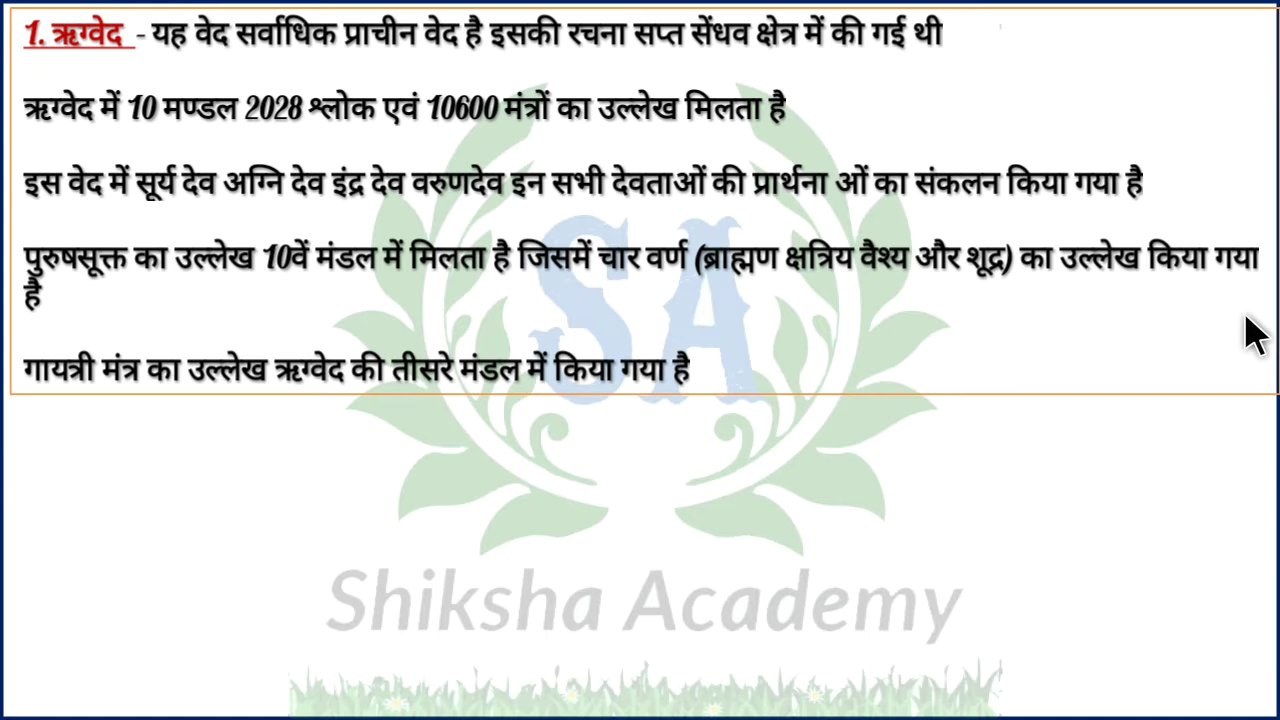 1. ऋग्वेद - यह वेद सर्वाधिक प्राचीन वेद है इसकी रचना सप्त सेंधव क्षेत्र में की गई थी
ऋग्वेद में 10 मण्डल 2028 श्लोक एवं 10600 मंत्रों का उल्लेख मिलता है
इस वेद में सूर्य देव अग्नि देव इंद्र देव वरुणदेव इन सभी देवताओं की प्रार्थना ओं का संकलन किया गया है
पुरुषसूक्त का उल्लेख 10वें मंडल में मिलता है जिसमें चार वर्ण (ब्राह्मण क्षत्रिय वैश्य और शूद्र) का उल्लेख किया गया
है
गायत्री मंत्र का उल्लेख ऋग्वेद की तीसरे मंडल में किया गया है
SA
Shiksha Academy